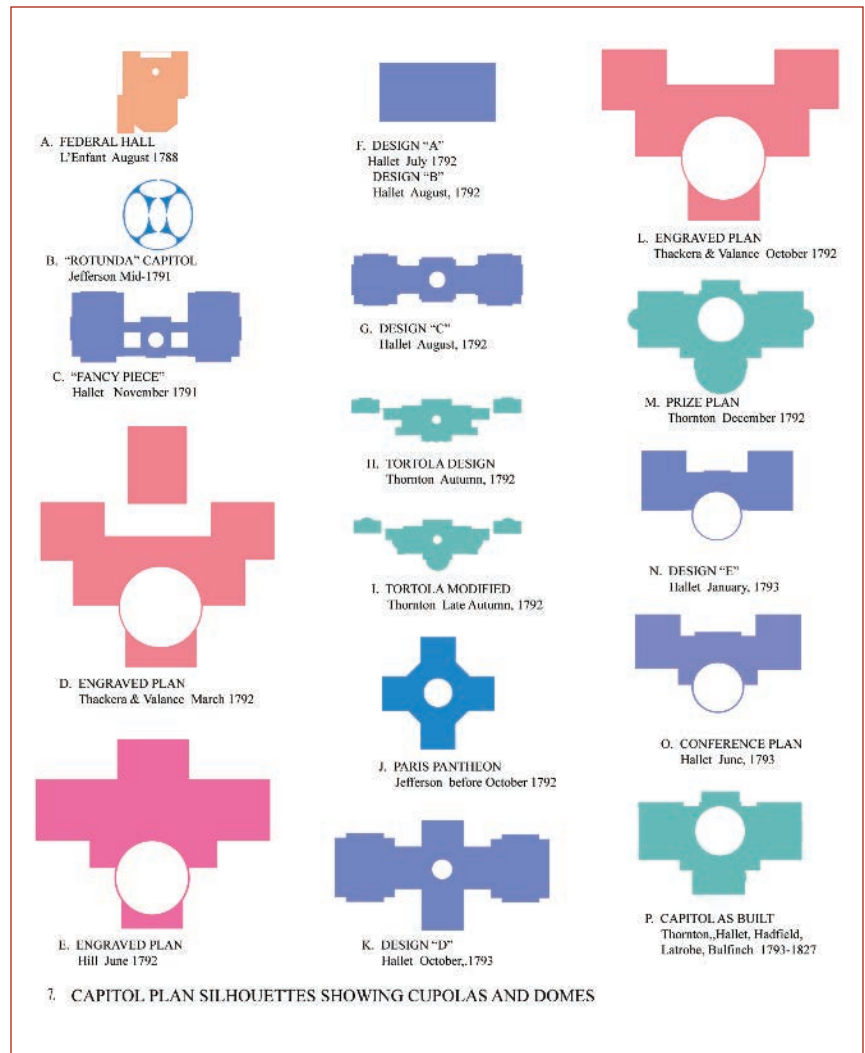 A. FEDERAL HALL
L'Enfant August 1788
B. “ROTUNDA” CAPITOL
Jefferson Mid-1791
C. “FANCY PIECE”
Hallet November 1791
D. ENGRAVED PLAN
Thackera & Valance March 1792
E. ENGRAVED PLAN
Hill June 1792
F. DESIGN “A”
Hallet July 1792
DESIGN “B”
Hallet August, 1792
G. DESIGN “C”
Hallet August, 1792
H. TORTOLA DESIGN
Thornton Autumn, 1792
I. TORTOLA MODIFIED
Thornton Late Autumn, 1792
J. PARIS PANTHEON
Jefferson before October 1792
K. DESIGN “D”
Hallet October,.1793
L. ENGRAVED PLAN
Thackera & Valance October 1792
M. PRIZE PLAN
Thornton December 1792
N. DESIGN “E”
Hallet January, 1793
O. CONFERENCE PLAN
Hallet June, 1793
P. CAPITOL AS BUILT
Thornton,,Hallet, Hadfield,
Latrobe, Bulfinch 1793-1827
7. CAPITOL PLAN SILHOUETTES SHOWING CUPOLAS AND DOMES